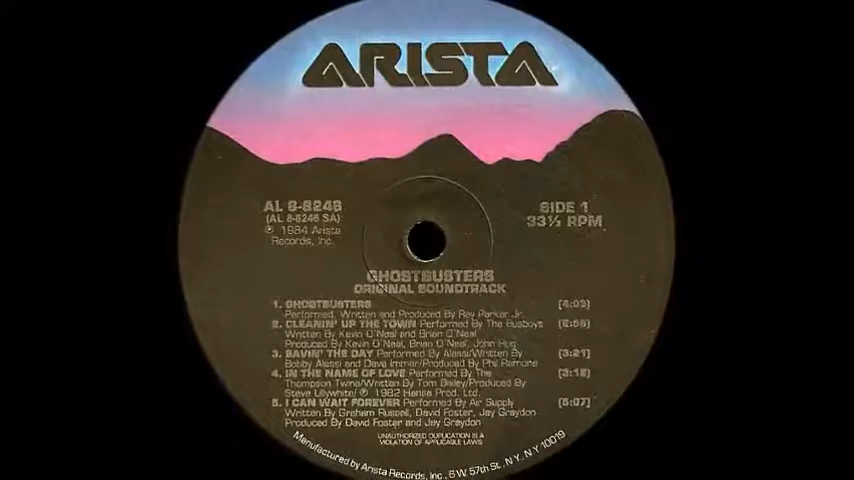 ARISTA
AL 8-8246
(AL 8-8246 SA)
℗ 1984 Arista
Records, Inc.
SIDE 1
33⅓ RPM
GHOSTBUSTERS
ORIGINAL SOUNDTRACK
1. GHOSTBUSTERS [4:03]
Performed, Written and Produced By Ray Parker Jr.
2. CLEANIN' UP THE TOWN Performed By The Busboys [2:58]
Written By Kevin O'Neal and Brian O'Neal
Produced By Kevin O'Neal, Brian O'Neal, John Hug
3. SAVIN' THE DAY Performed By Alessi/Written By [3:21]
Bobby Alessi and Dave Immer/Produced By Phil Ramone
4. IN THE NAME OF LOVE Performed By The [3:18]
Thompson Twins/Written By Tom Bailey/Produced By
Steve Lillywhite/℗ 1982 Hansa Prod. Ltd.
5. I CAN WAIT FOREVER Performed By Air Supply [5:07]
Written By Graham Russell, David Foster, Jay Graydon
Produced By David Foster and Jay Graydon
UNAUTHORIZED DUPLICATION IS A
VIOLATION OF APPLICABLE LAWS
Manufactured by Arista Records, Inc., 6 W. 57th St., N.Y., N.Y. 10019